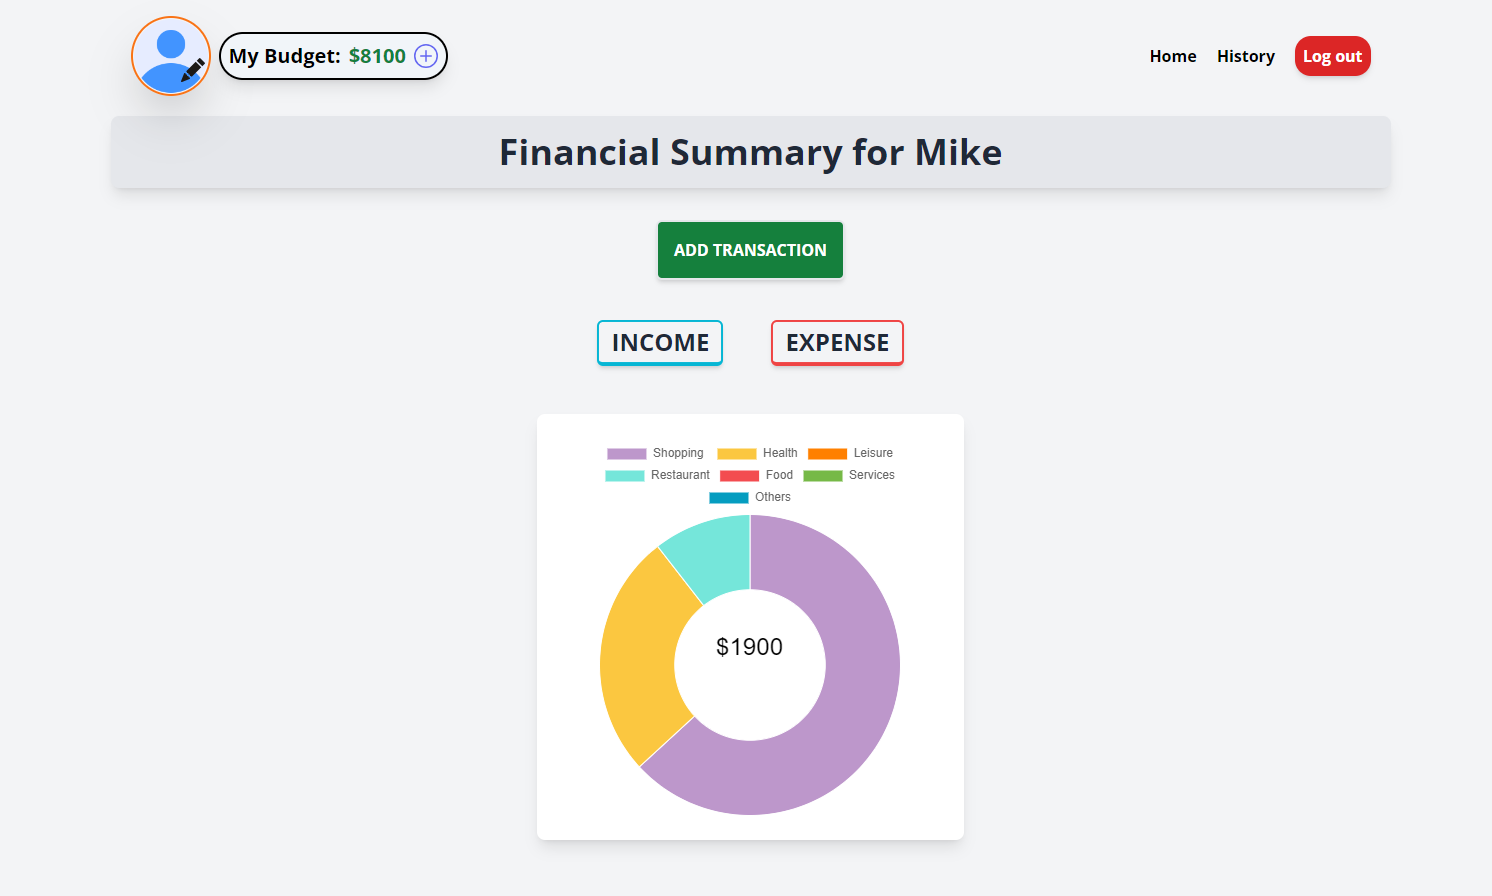 My Budget: $8100
Home History Log out
Financial Summary for Mike
ADD TRANSACTION
INCOME EXPENSE
Shopping Health Leisure
Restaurant Food Services
Others
$1900